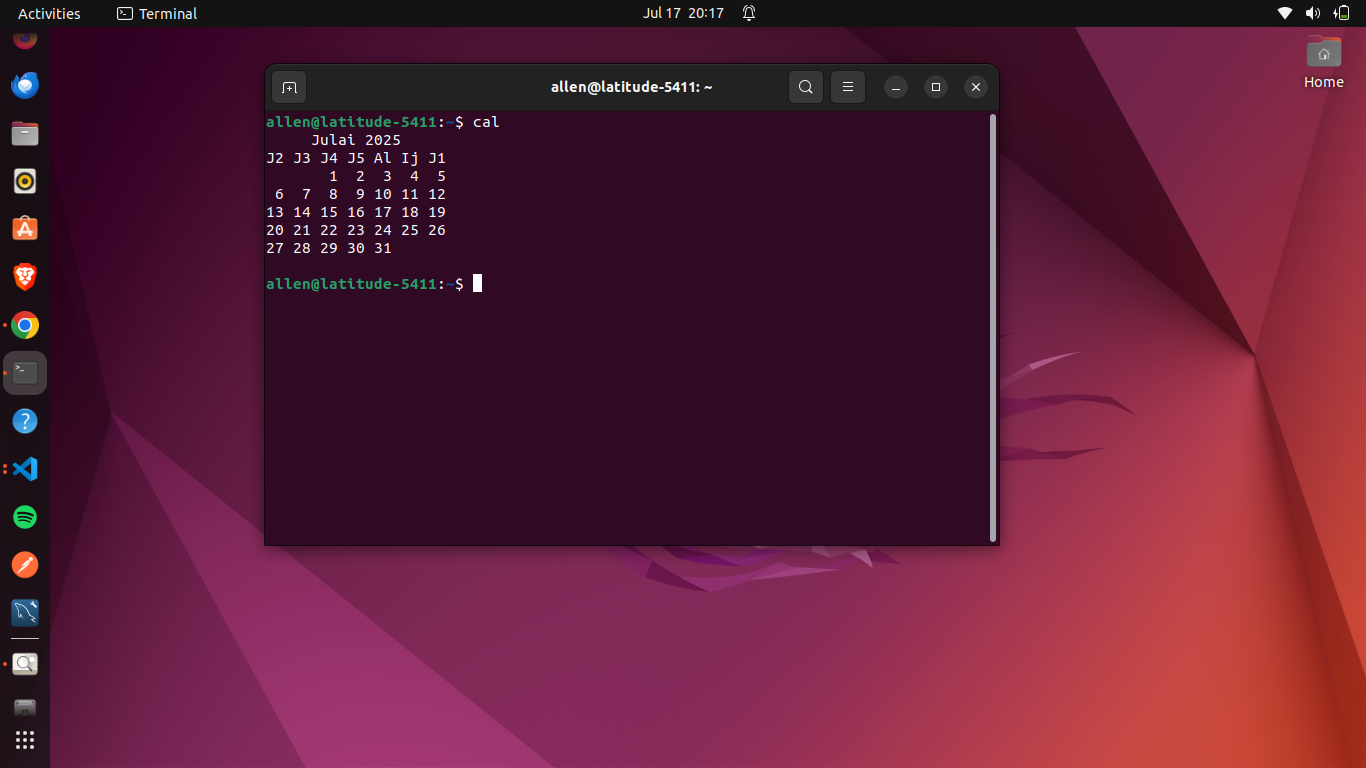 Activities
Terminal
Jul 17 20:17
Home
allen@latitude-5411: ~
allen@latitude-5411:~$ cal
Julai 2025
J2 J3 J4 J5 Al Ij J1
1 2 3 4 5
6 7 8 9 10 11 12
13 14 15 16 17 18 19
20 21 22 23 24 25 26
27 28 29 30 31
allen@latitude-5411:~$